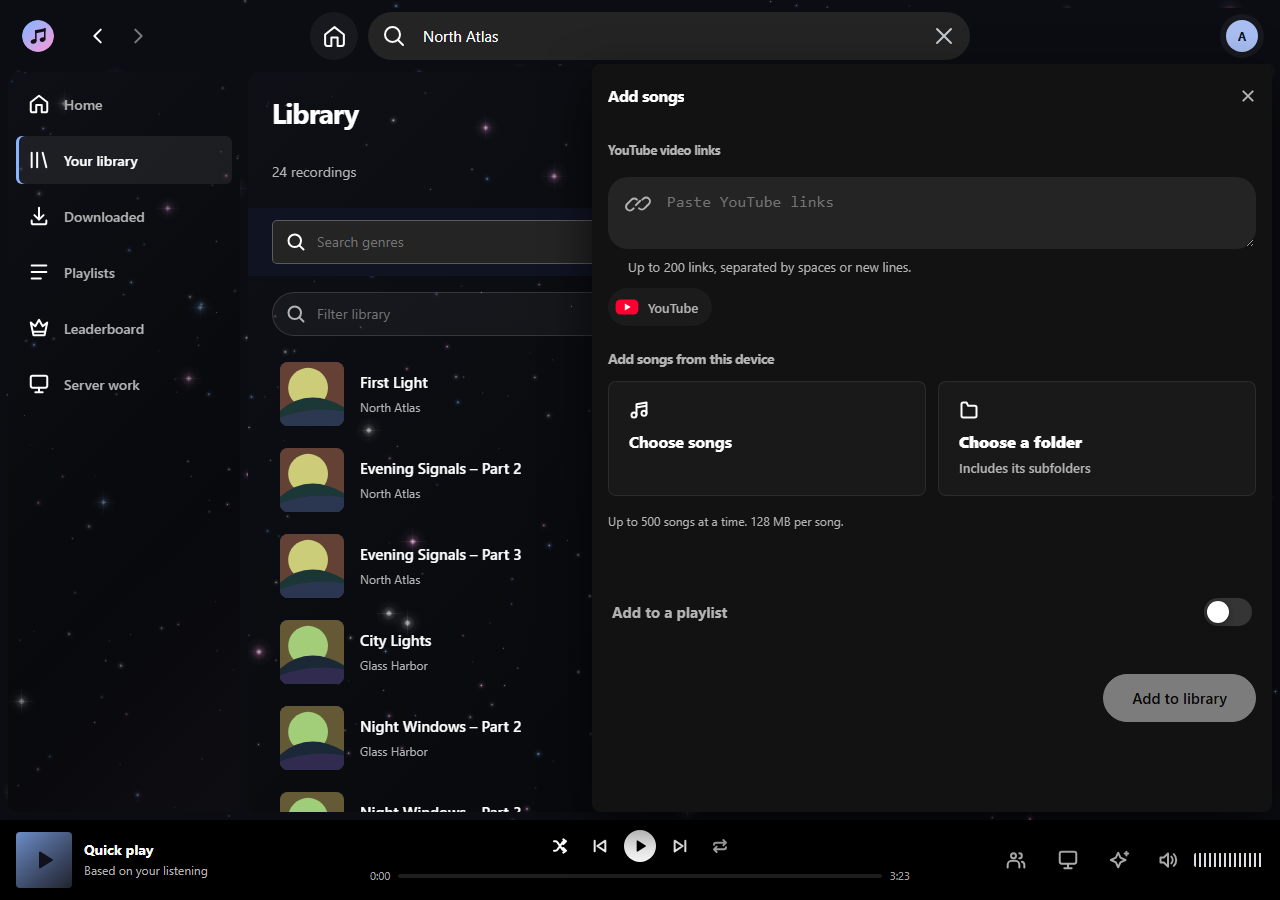 North Atlas
A
Home
Your library
Downloaded
Playlists
Leaderboard
Server work
Library
24 recordings
Search genres
Filter library
First Light
North Atlas
Evening Signals – Part 2
North Atlas
Evening Signals – Part 3
North Atlas
City Lights
Glass Harbor
Night Windows – Part 2
Glass Harbor
Night Windows – Part 3
Add songs
YouTube video links
Paste YouTube links
Up to 200 links, separated by spaces or new lines.
YouTube
Add songs from this device
Choose songs
Choose a folder
Includes its subfolders
Up to 500 songs at a time. 128 MB per song.
Add to a playlist
Add to library
Quick play
Based on your listening
0:00
3:23